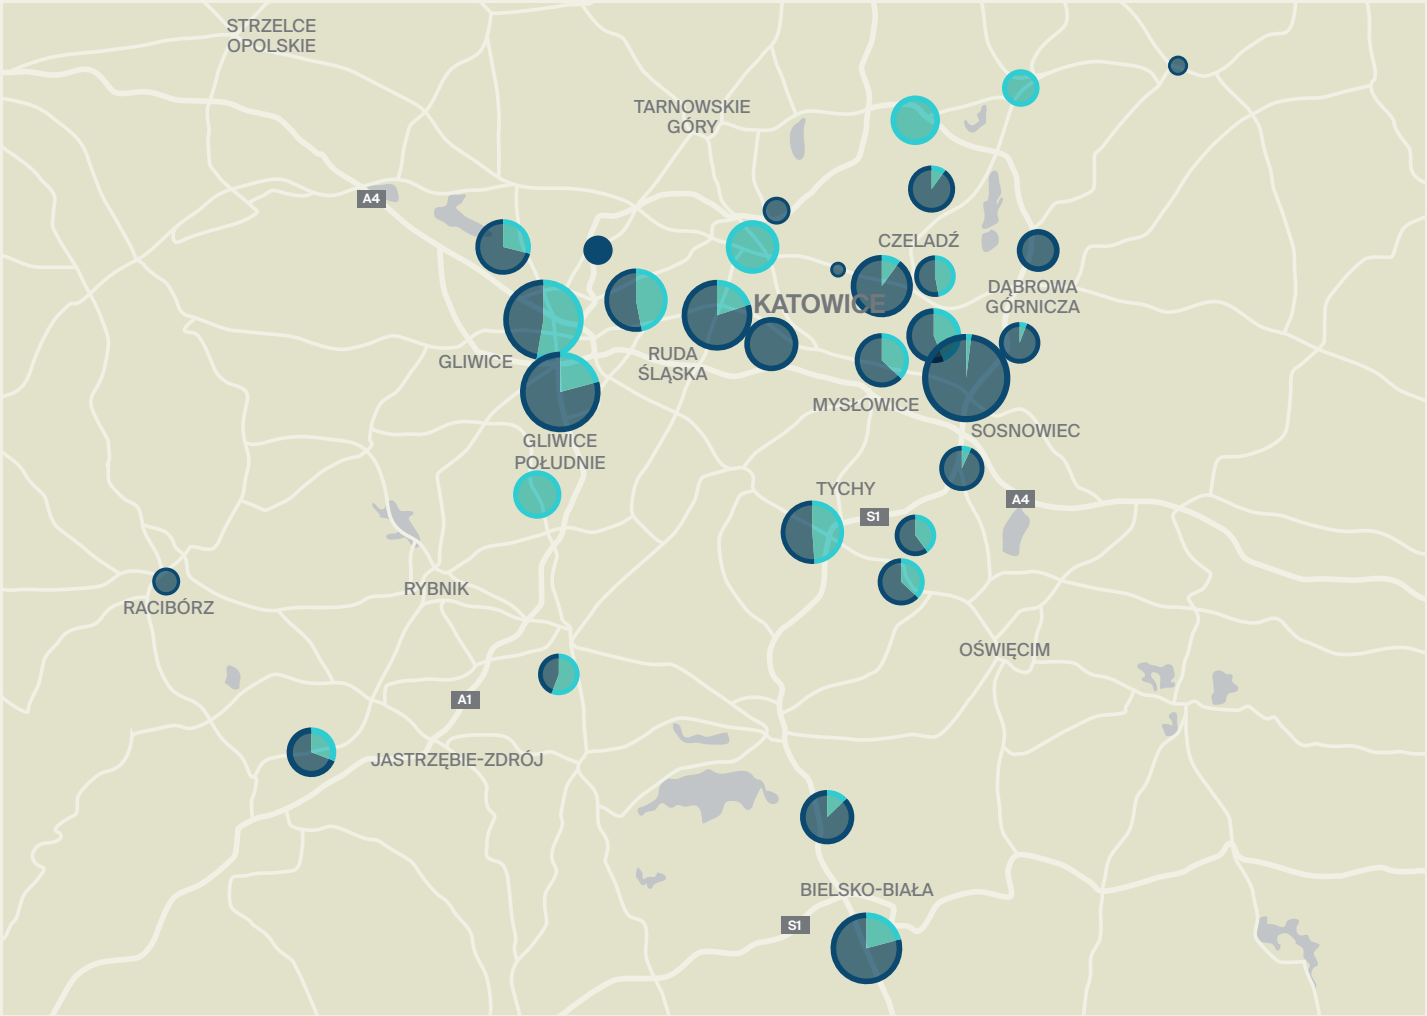 STRZELCE
OPOLSKIE
TARNOWSKIE
GÓRY
A4
CZELADŹ
DĄBROWA
GÓRNICZA
KATOWICE
GLIWICE
RUDA
ŚLĄSKA
MYSŁOWICE
SOSNOWIEC
GLIWICE
POŁUDNIE
TYCHY
S1
A4
RYBNIK
RACIBÓRZ
OŚWIĘCIM
A1
JASTRZĘBIE-ZDRÓJ
BIELSKO-BIAŁA
S1